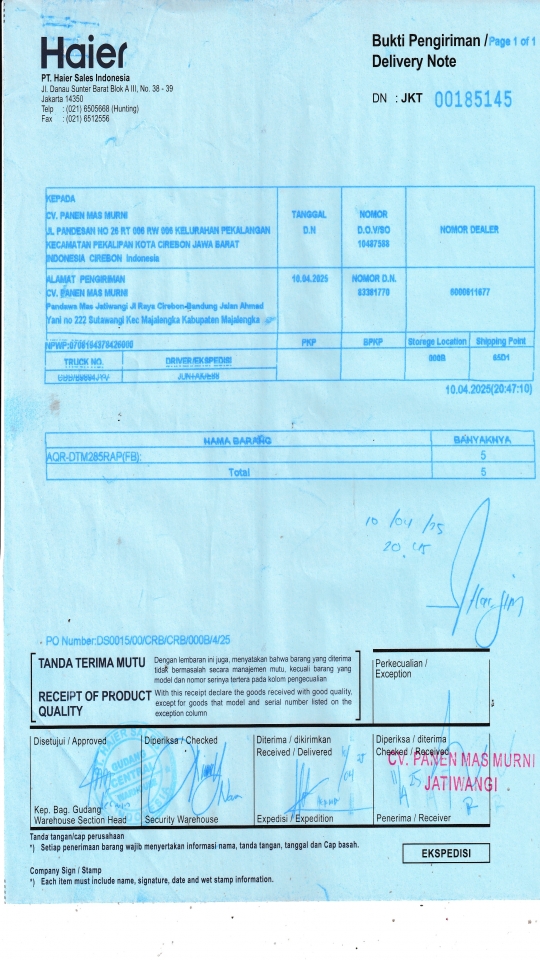 Haier
PT. Haier Sales Indonesia
Jl. Danau Sunter Barat Blok A III, No. 38 - 39
Jakarta 14350
Telp : (021) 6505668 (Hunting)
Fax : (021) 6512556
Bukti Pengiriman / Page 1 of 1
Delivery Note
DN : JKT 00185145
KEPADA
CV. PANEN MAS MURNI
JL PANDESAN NO 26 RT 006 RW 006 KELURAHAN PEKALANGAN
KECAMATAN PEKALIPAN KOTA CIREBON JAWA BARAT
INDONESIA CIREBON Indonesia
TANGGAL
D.N
NOMOR
D.O.V/SO
10487588
NOMOR DEALER
ALAMAT PENGIRIMAN
CV. PANEN MAS MURNI
Pandawa Mas Jatiwangi Jl Raya Cirebon-Bandung Jalan Ahmad
Yani no 222 Sutawangi Kec Majalengka Kabupaten Majalengka
10.04.2025
NOMOR D.N.
83381770
PKP
BPKP
Storege Location
Shipping Point
000B
65D1
TRUCK NO.
DRIVER/EKSPEDISI
10.04.2025(20:47:10)
NAMA BARANG
BANYAKNYA
AQR-DTM285RAP(FB):
5
Total
5
10/04/25
20.45
PO Number:DS0015/00/CRB/CRB/000B/4/25
TANDA TERIMA MUTU
Dengan lembaran ini juga, menyatakan bahwa barang yang diterima
tidak bermasalah secara manajemen mutu, kecuali barang yang
model dan nomor serinya tertera pada kolom pengecualian
RECEIPT OF PRODUCT
QUALITY
With this receipt declare the goods received with good quality,
except for goods that model and serial number listed on the
exception column
Perkecualian /
Exception
Disetujui / Approved
Diperiksa / Checked
Diterima / dikirimkan
Received / Delivered
Diperiksa / diterima
Checked / Received
CV. PANEN MAS MURNI
JATIWANGI
GUDANG
CENTRAL
Kep. Bag. Gudang
Warehouse Section Head
Security Warehouse
Expedisi / Expedition
Penerima / Receiver
Tanda tangan/cap perusahaan
*) Setiap penerimaan barang wajib menyertakan informasi nama, tanda tangan, tanggal dan Cap basah.
EKSPEDISI
Company Sign / Stamp
*) Each item must include name, signature, date and wet stamp information.